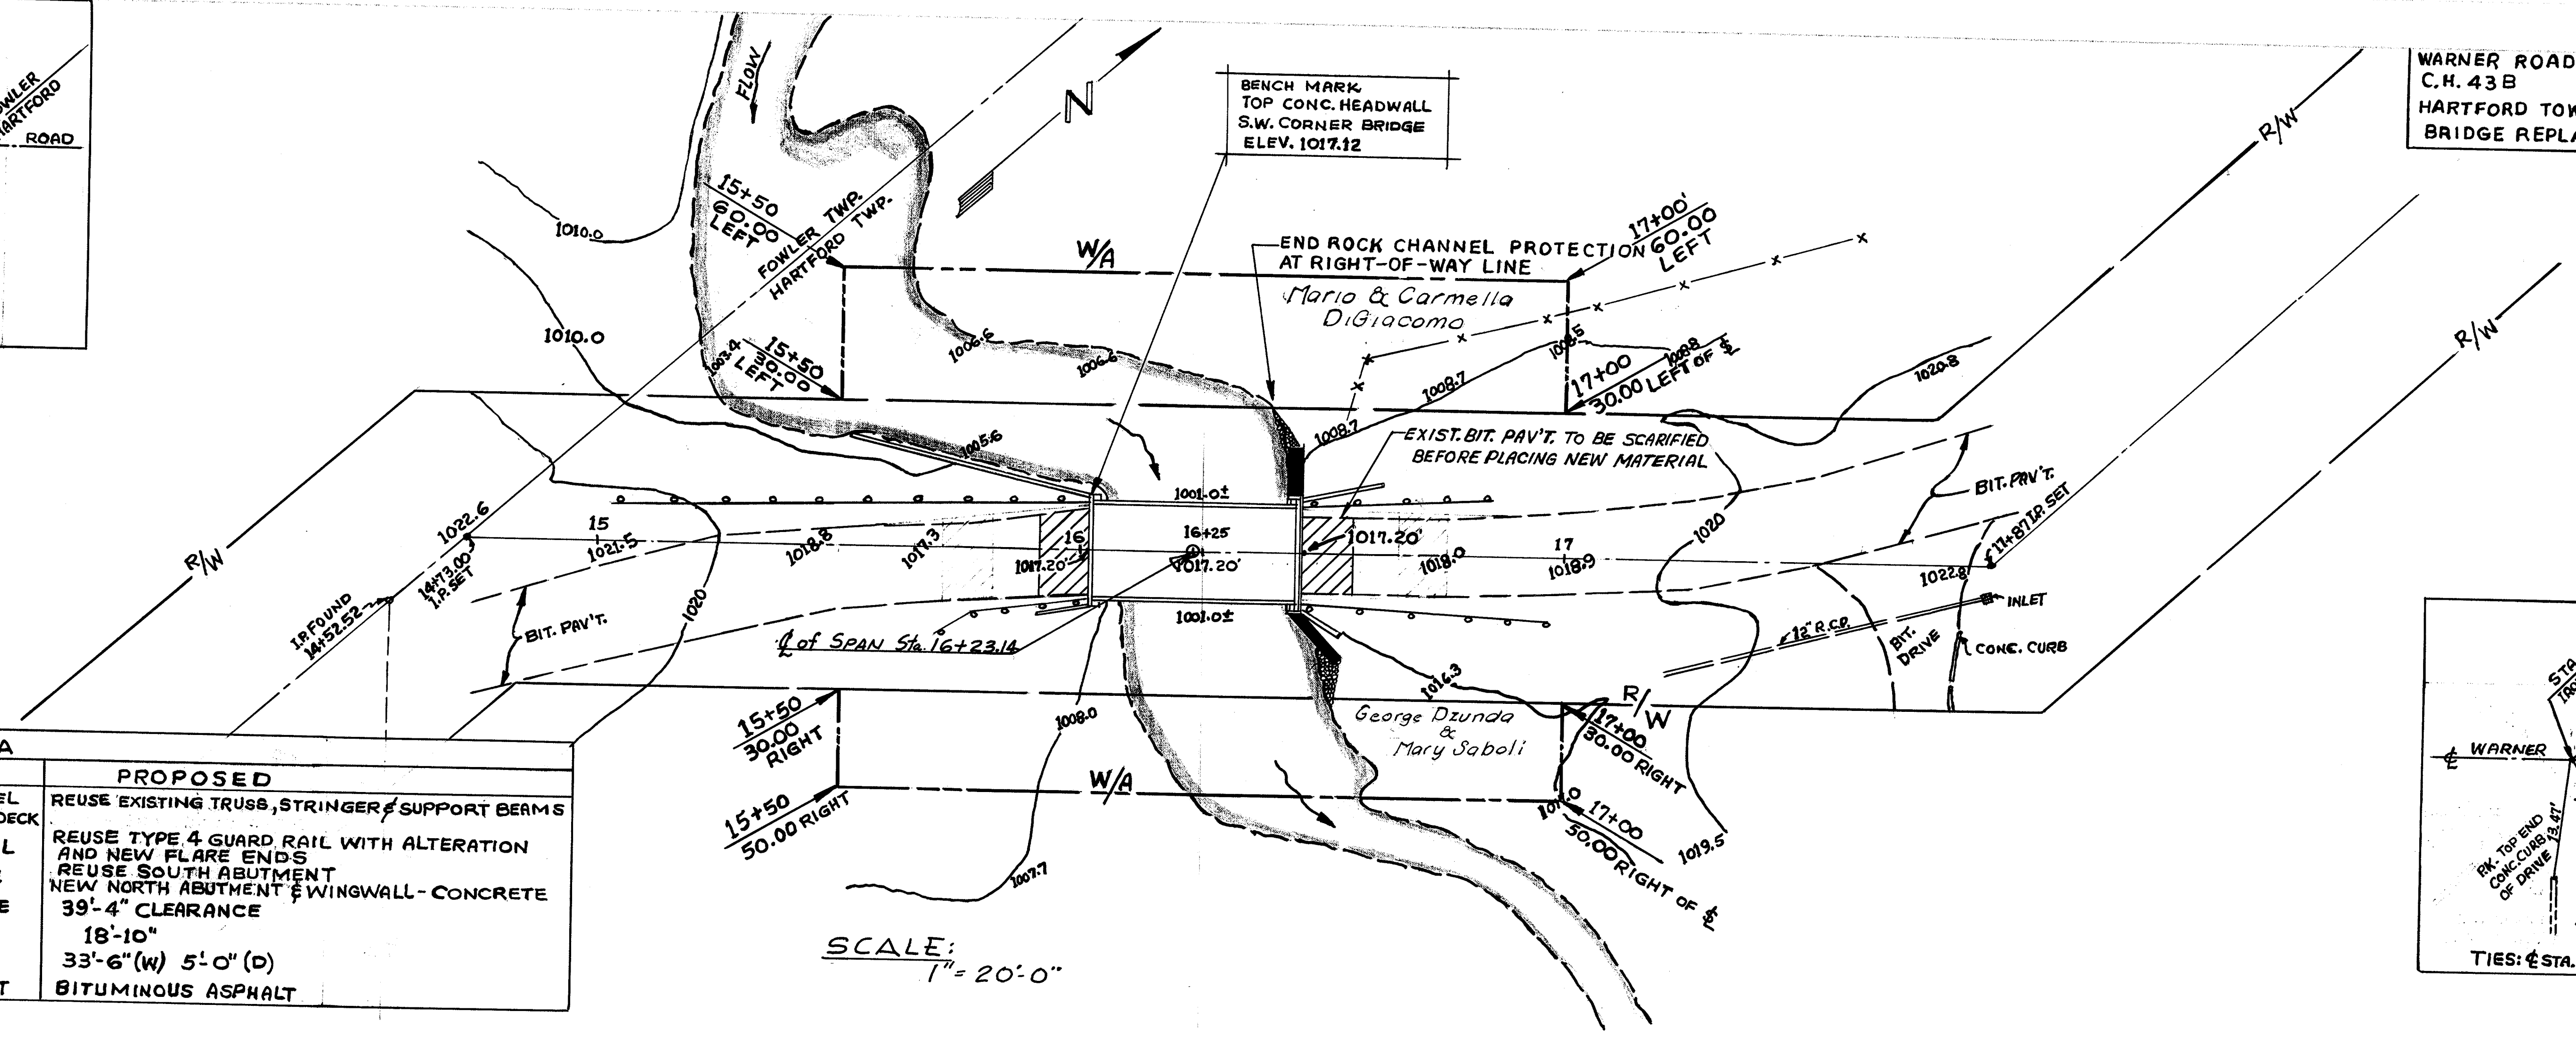 HARTFORD
ROAD
FLOW
N
BENCH MARK
TOP CONC. HEADWALL
S.W. CORNER BRIDGE
ELEV. 1017.12
WARNER ROAD
C.H. 43B
HARTFORD
BRIDGE
R/W
R/W
R/W
15+50
60.00
LEFT
FOWLER TWP.
HARTFORD TWP.
1010.0
1010.0
W/A
END ROCK CHANNEL PROTECTION
AT RIGHT-OF-WAY LINE
17+00'
60.00
LEFT
Mario & Carmella
DiGiacomo
1003.4
15+50
30.00
LEFT
1006.6
1006.6
1008.5
1008.8
1008.7
17+00
30.00 LEFT OF ℄
1020.8
1005.6
1008.7
EXIST. BIT. PAV'T. TO BE SCARIFIED
BEFORE PLACING NEW MATERIAL
1001.0±
BIT. PAV'T.
1022.6
15
1021.5
1018.8
1017.3
16
1017.20'
16+25
1017.20'
1017.20'
1018.0
17
1018.9
1020
1022.8
17+87 I.P. SET
14+73.00
I.P. SET
I.P. FOUND
14+52.52
BIT. PAV'T.
1020
1001.0±
℄ of SPAN Sta. 16+23.14
12" R.C.P.
INLET
BIT.
DRIVE
CONC. CURB
1016.3
R/W
15+50
30.00
RIGHT
1008.0
George Dzunda
&
Mary Saboli
17+00
30.00 RIGHT
W/A
15+50
50.00 RIGHT
17+00
50.00 RIGHT OF ℄
1019.5
1007.7
PROPOSED
REUSE EXISTING TRUSS, STRINGER & SUPPORT BEAMS
DECK
REUSE TYPE 4 GUARD RAIL WITH ALTERATION
AND NEW FLARE ENDS
REUSE SOUTH ABUTMENT
NEW NORTH ABUTMENT & WINGWALL-CONCRETE
39'-4" CLEARANCE
18'-10"
33'-6" (W) 5'-0" (D)
BITUMINOUS ASPHALT
SCALE:
1" = 20'-0"
℄ WARNER
P.K.- TOP END
CONC. CURB
OF DRIVE
13.47'
TIES: ℄ STA.